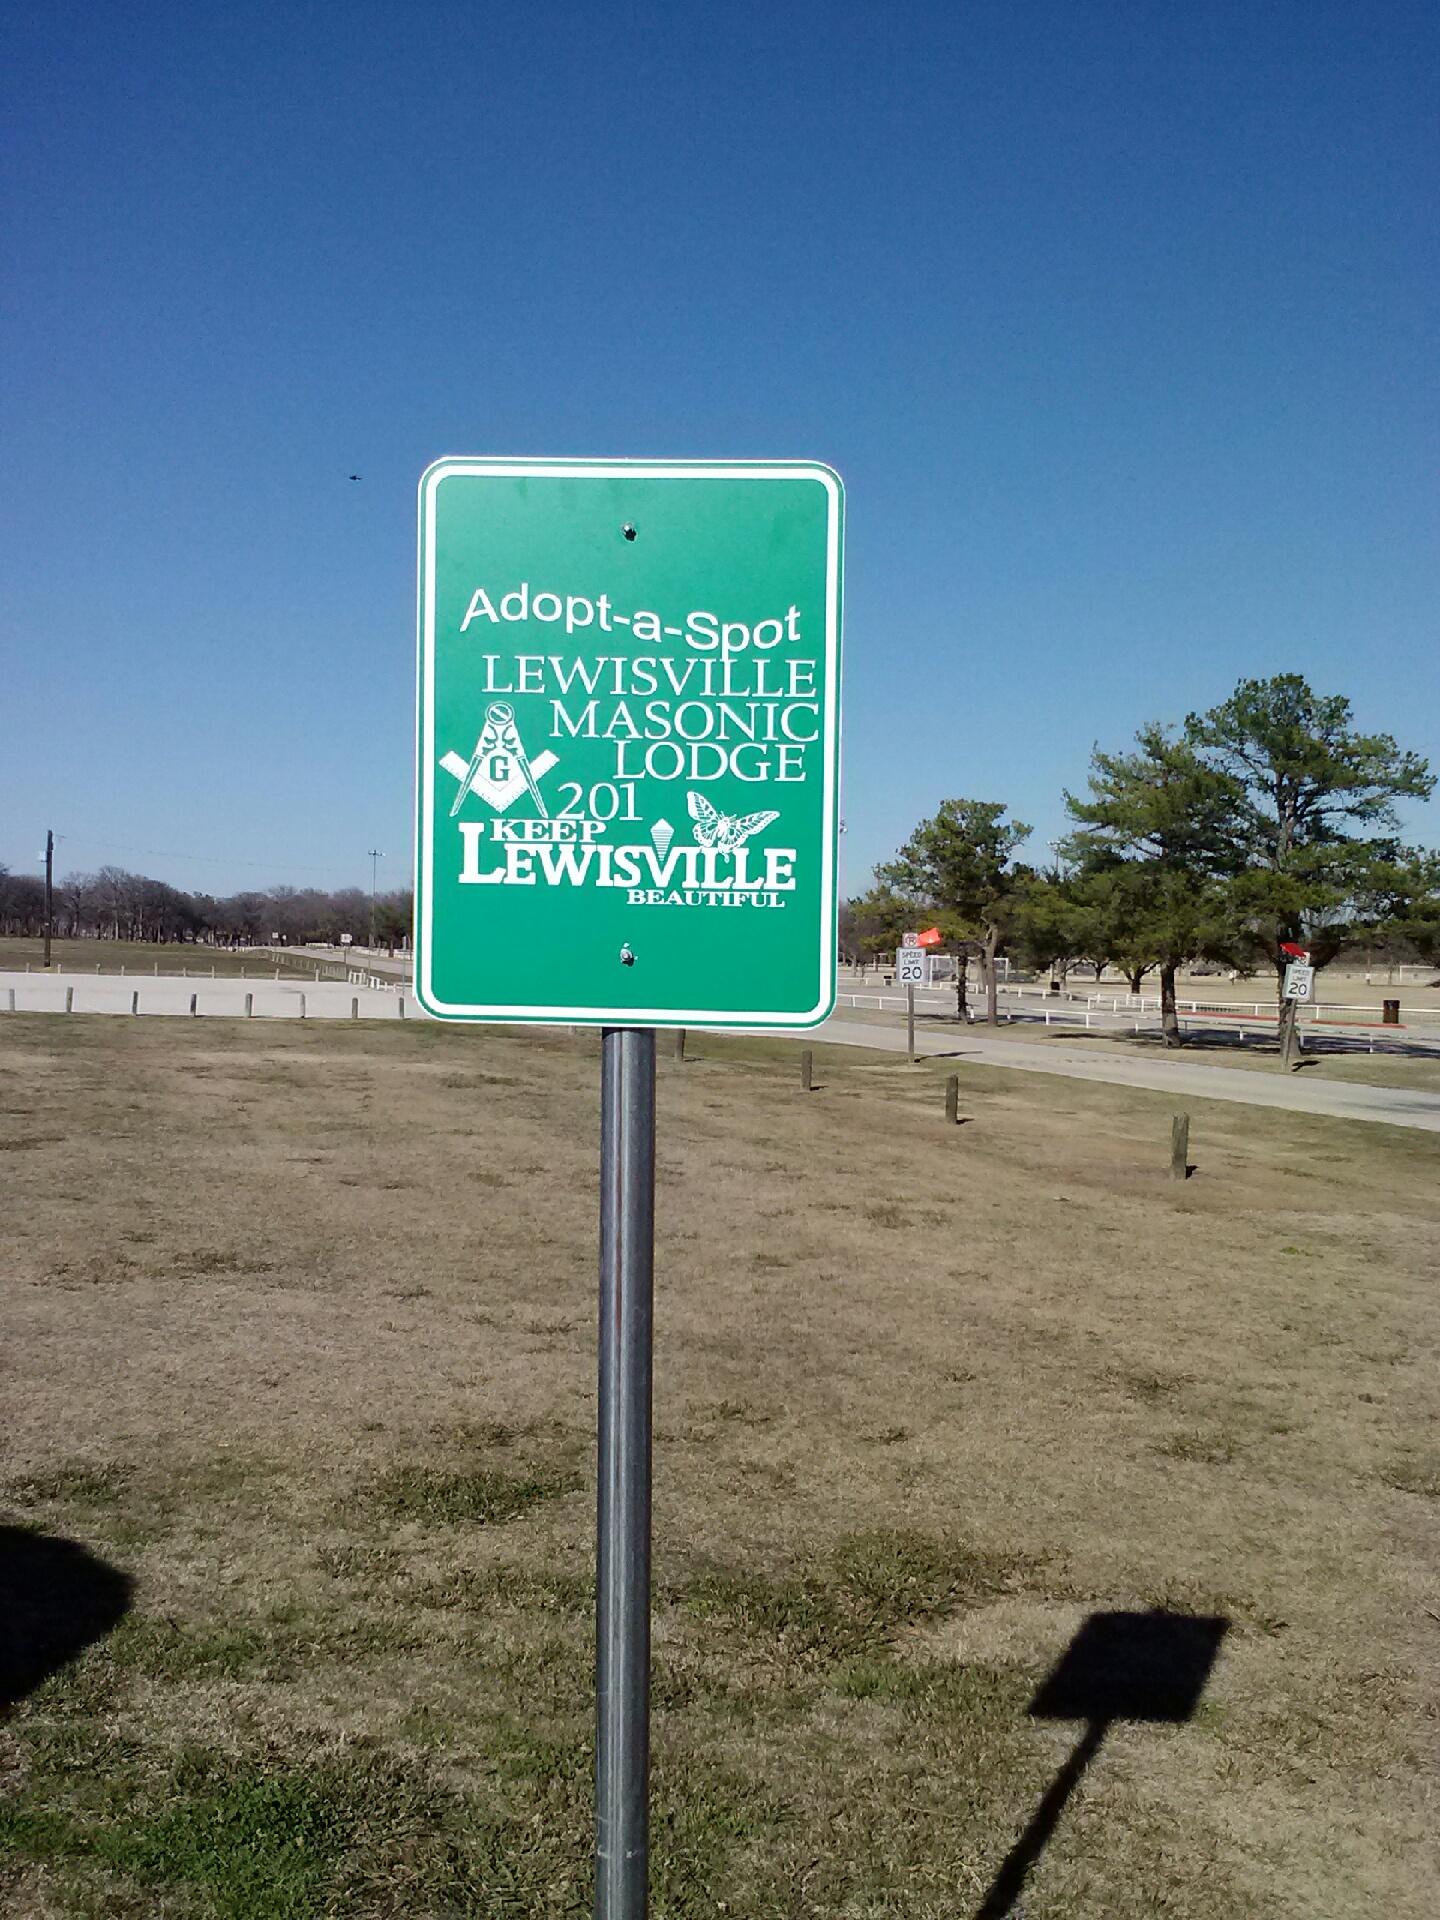 Adopt-a-Spot
LEWISVILLE
MASONIC
LODGE
G
201
KEEP
LEWISVILLE
BEAUTIFUL
SPEED
LIMIT
20
SPEED
LIMIT
20